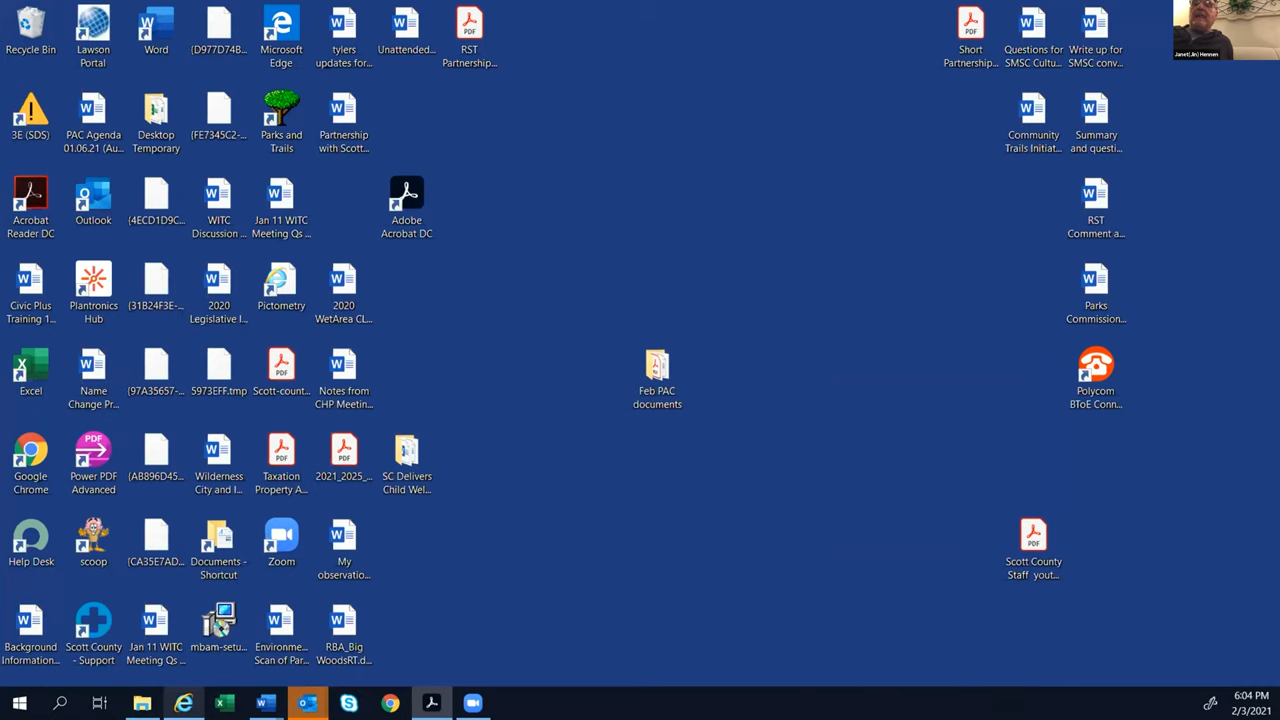 Recycle Bin
Lawson
Portal
Word
{D977D74B...
Microsoft
Edge
tylers
updates for...
Unattended...
RST
Partnership...
Short
Partnership...
Questions for
SMSC Cultu...
Write up for
SMSC conv...
Janet(Jin) Hennen
3E (SDS)
PAC Agenda
01.06.21 (Au...
Desktop
Temporary
{FE7345C2-...
Parks and
Trails
Partnership
with Scott...
Community
Trails Initiat...
Summary
and questi...
Acrobat
Reader DC
Outlook
{4ECD1D9C...
WITC
Discussion ...
Jan 11 WITC
Meeting Qs ...
Adobe
Acrobat DC
RST
Comment a...
Civic Plus
Training 1...
Plantronics
Hub
{31B24F3E-...
2020
Legislative I...
Pictometry
2020
WetArea CL...
Parks
Commission...
Excel
Name
Change Pr...
{97A35657-...
5973EFF.tmp
Scott-count...
Notes from
CHP Meetin...
Feb PAC
documents
Polycom
BToE Conn...
Google
Chrome
PDF
Power PDF
Advanced
{AB896D45...
Wilderness
City and I...
Taxation
Property A...
2021_2025_...
SC Delivers
Child Wel...
Help Desk
scoop
{CA35E7AD...
Documents -
Shortcut
Zoom
My
observatio...
Scott County
Staff yout...
Background
Information...
Scott County
- Support
Jan 11 WITC
Meeting Qs ...
mbam-setu...
Environme...
Scan of Par...
RBA_Big
WoodsRT.d...
6:04 PM
2/3/2021